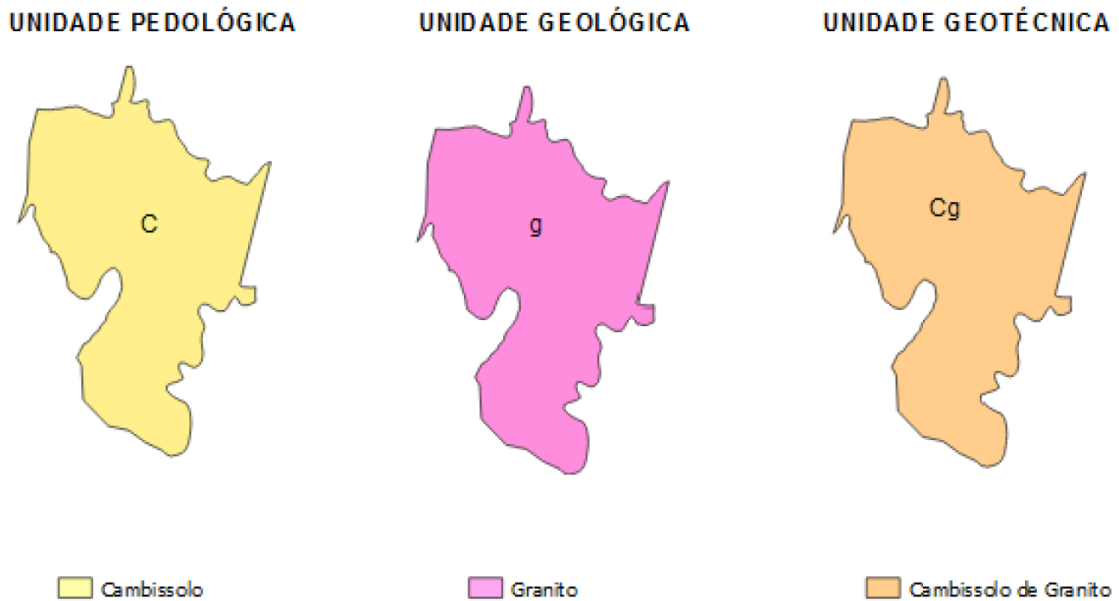 UNIDADE PEDOLÓGICA
UNIDADE GEOLÓGICA
UNIDADE GEOTÉCNICA
C
g
Cg
Cambissolo
Granito
Cambissolo de Granito